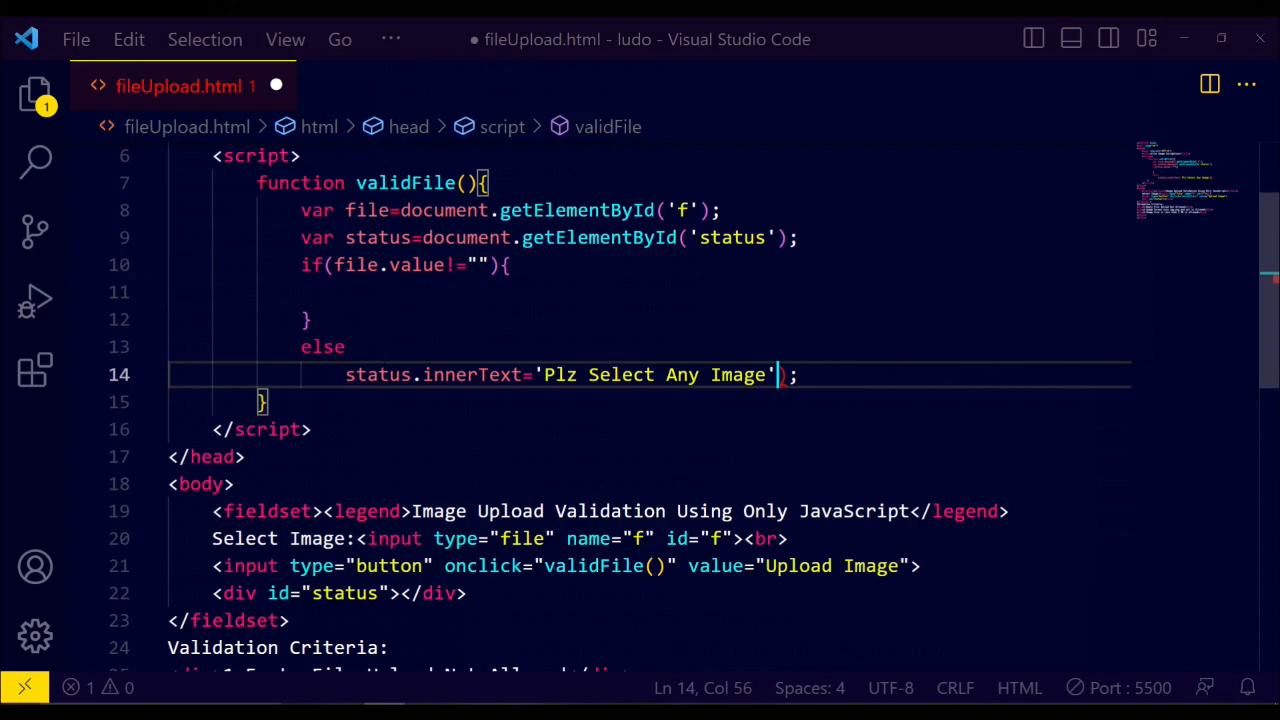 File Edit Selection View Go ··· ● fileUpload.html - ludo - Visual Studio Code
fileUpload.html 1
fileUpload.html > html > head > script > validFile
1
6 <script>
7 function validFile(){
8 var file=document.getElementById('f');
9 var status=document.getElementById('status');
10 if(file.value!=""){
11
12 }
13 else
14 status.innerText='Plz Select Any Image');
15 }
16 </script>
17 </head>
18 <body>
19 <fieldset><legend>Image Upload Validation Using Only JavaScript</legend>
20 Select Image:<input type="file" name="f" id="f"><br>
21 <input type="button" onclick="validFile()" value="Upload Image">
22 <div id="status"></div>
23 </fieldset>
24 Validation Criteria:
1 0 Ln 14, Col 56 Spaces: 4 UTF-8 CRLF HTML Port : 5500